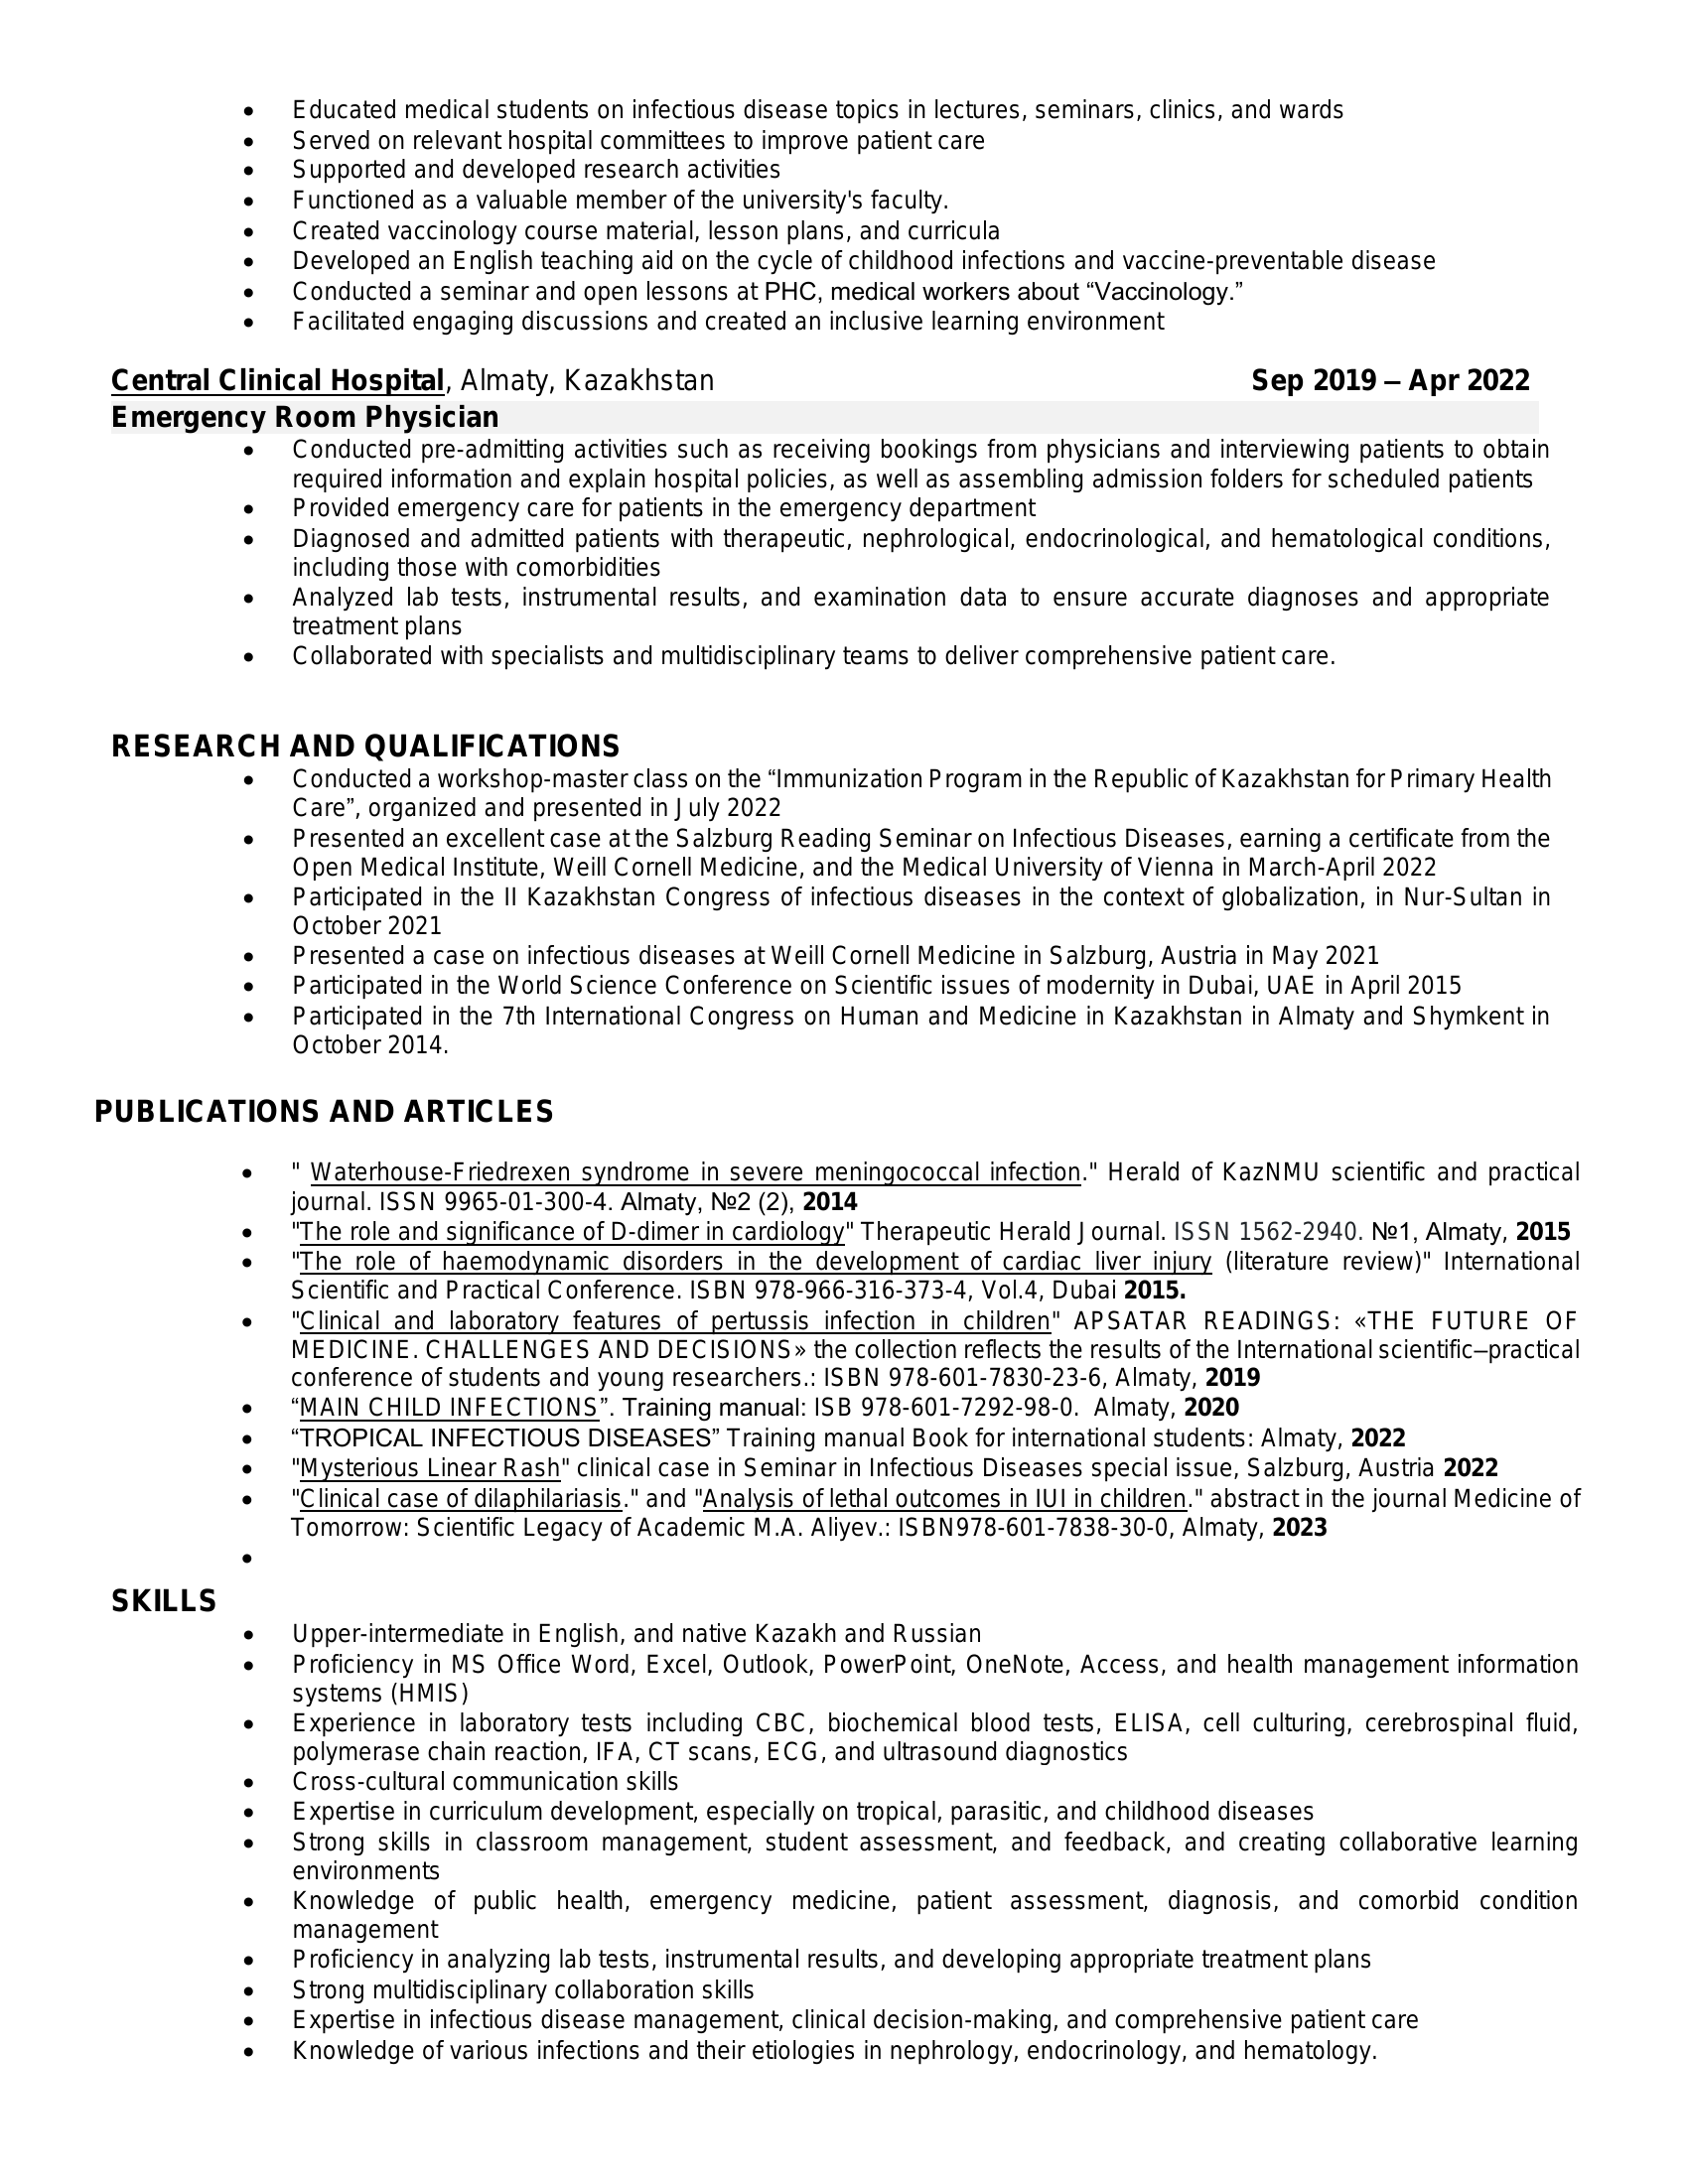 • Educated medical students on infectious disease topics in lectures, seminars, clinics, and wards
• Served on relevant hospital committees to improve patient care
• Supported and developed research activities
• Functioned as a valuable member of the university's faculty.
• Created vaccinology course material, lesson plans, and curricula
• Developed an English teaching aid on the cycle of childhood infections and vaccine-preventable disease
• Conducted a seminar and open lessons at PHC, medical workers about “Vaccinology.”
• Facilitated engaging discussions and created an inclusive learning environment
Central Clinical Hospital, Almaty, Kazakhstan Sep 2019 – Apr 2022
Emergency Room Physician
• Conducted pre-admitting activities such as receiving bookings from physicians and interviewing patients to obtain
required information and explain hospital policies, as well as assembling admission folders for scheduled patients
• Provided emergency care for patients in the emergency department
• Diagnosed and admitted patients with therapeutic, nephrological, endocrinological, and hematological conditions,
including those with comorbidities
• Analyzed lab tests, instrumental results, and examination data to ensure accurate diagnoses and appropriate
treatment plans
• Collaborated with specialists and multidisciplinary teams to deliver comprehensive patient care.
RESEARCH AND QUALIFICATIONS
• Conducted a workshop-master class on the “Immunization Program in the Republic of Kazakhstan for Primary Health
Care”, organized and presented in July 2022
• Presented an excellent case at the Salzburg Reading Seminar on Infectious Diseases, earning a certificate from the
Open Medical Institute, Weill Cornell Medicine, and the Medical University of Vienna in March-April 2022
• Participated in the II Kazakhstan Congress of infectious diseases in the context of globalization, in Nur-Sultan in
October 2021
• Presented a case on infectious diseases at Weill Cornell Medicine in Salzburg, Austria in May 2021
• Participated in the World Science Conference on Scientific issues of modernity in Dubai, UAE in April 2015
• Participated in the 7th International Congress on Human and Medicine in Kazakhstan in Almaty and Shymkent in
October 2014.
PUBLICATIONS AND ARTICLES
• " Waterhouse-Friedrexen syndrome in severe meningococcal infection." Herald of KazNMU scientific and practical
journal. ISSN 9965-01-300-4. Almaty, №2 (2), 2014
• "The role and significance of D-dimer in cardiology" Therapeutic Herald Journal. ISSN 1562-2940. №1, Almaty, 2015
• "The role of haemodynamic disorders in the development of cardiac liver injury (literature review)" International
Scientific and Practical Conference. ISBN 978-966-316-373-4, Vol.4, Dubai 2015.
• "Clinical and laboratory features of pertussis infection in children" APSATAR READINGS: «THE FUTURE OF
MEDICINE. CHALLENGES AND DECISIONS» the collection reflects the results of the International scientific–practical
conference of students and young researchers.: ISBN 978-601-7830-23-6, Almaty, 2019
• “MAIN CHILD INFECTIONS”. Training manual: ISB 978-601-7292-98-0. Almaty, 2020
• “TROPICAL INFECTIOUS DISEASES” Training manual Book for international students: Almaty, 2022
• "Mysterious Linear Rash" clinical case in Seminar in Infectious Diseases special issue, Salzburg, Austria 2022
• "Clinical case of dilaphilariasis." and "Analysis of lethal outcomes in IUI in children." abstract in the journal Medicine of
Tomorrow: Scientific Legacy of Academic M.A. Aliyev.: ISBN978-601-7838-30-0, Almaty, 2023
•
SKILLS
• Upper-intermediate in English, and native Kazakh and Russian
• Proficiency in MS Office Word, Excel, Outlook, PowerPoint, OneNote, Access, and health management information
systems (HMIS)
• Experience in laboratory tests including CBC, biochemical blood tests, ELISA, cell culturing, cerebrospinal fluid,
polymerase chain reaction, IFA, CT scans, ECG, and ultrasound diagnostics
• Cross-cultural communication skills
• Expertise in curriculum development, especially on tropical, parasitic, and childhood diseases
• Strong skills in classroom management, student assessment, and feedback, and creating collaborative learning
environments
• Knowledge of public health, emergency medicine, patient assessment, diagnosis, and comorbid condition
management
• Proficiency in analyzing lab tests, instrumental results, and developing appropriate treatment plans
• Strong multidisciplinary collaboration skills
• Expertise in infectious disease management, clinical decision-making, and comprehensive patient care
• Knowledge of various infections and their etiologies in nephrology, endocrinology, and hematology.